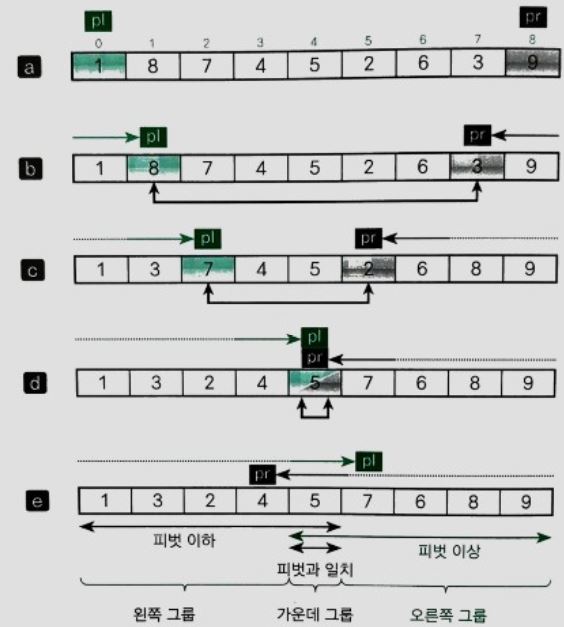 pl pr
0 1 2 3 4 5 6 7 8
a 1 8 7 4 5 2 6 3 9
pl pr
b 1 8 7 4 5 2 6 3 9
pl pr
c 1 3 7 4 5 2 6 8 9
pl
pr
d 1 3 2 4 5 7 6 8 9
pr pl
e 1 3 2 4 5 7 6 8 9
피벗 이하 피벗 이상
피벗과 일치
왼쪽 그룹 가운데 그룹 오른쪽 그룹